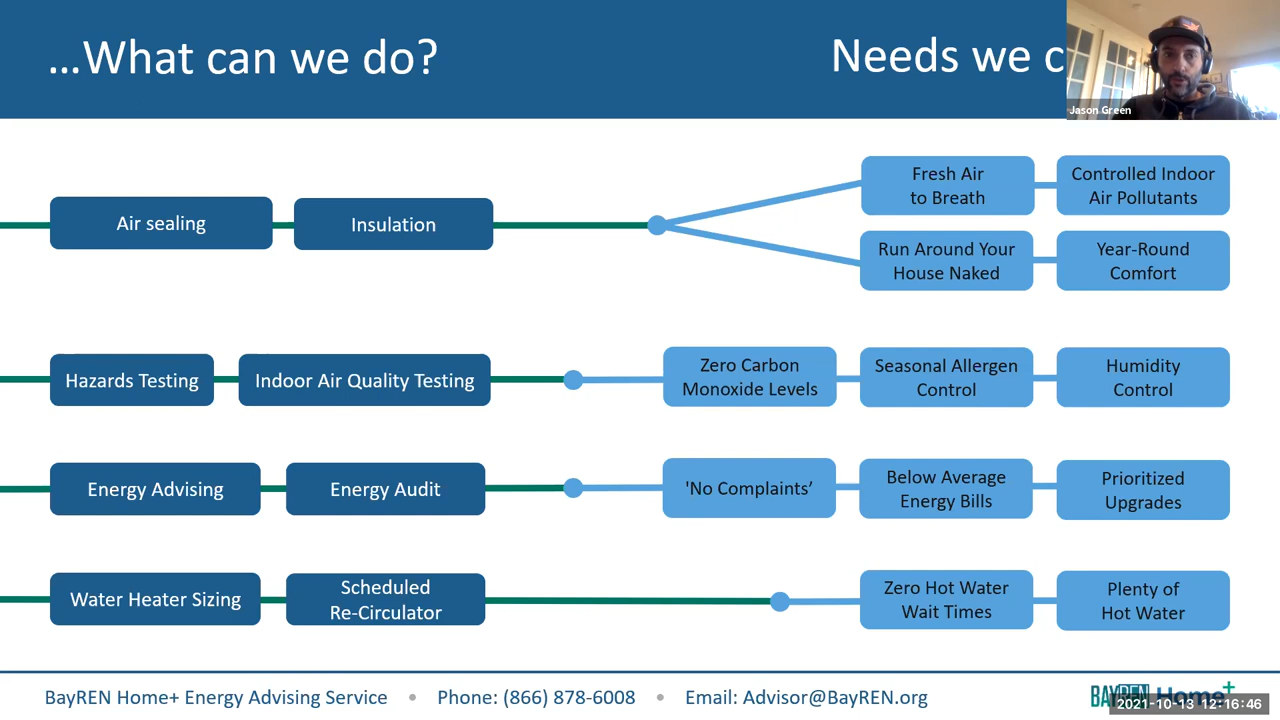 ...What can we do?
Needs we c
Jason Green
Air sealing
Insulation
Fresh Air
to Breath
Controlled Indoor
Air Pollutants
Run Around Your
House Naked
Year-Round
Comfort
Hazards Testing
Indoor Air Quality Testing
Zero Carbon
Monoxide Levels
Seasonal Allergen
Control
Humidity
Control
Energy Advising
Energy Audit
'No Complaints’
Below Average
Energy Bills
Prioritized
Upgrades
Water Heater Sizing
Scheduled
Re-Circulator
Zero Hot Water
Wait Times
Plenty of
Hot Water
BayREN Home+ Energy Advising Service • Phone: (866) 878-6008 • Email: Advisor@BayREN.org
BAYREN Home+
2021-10-13 12:16:46